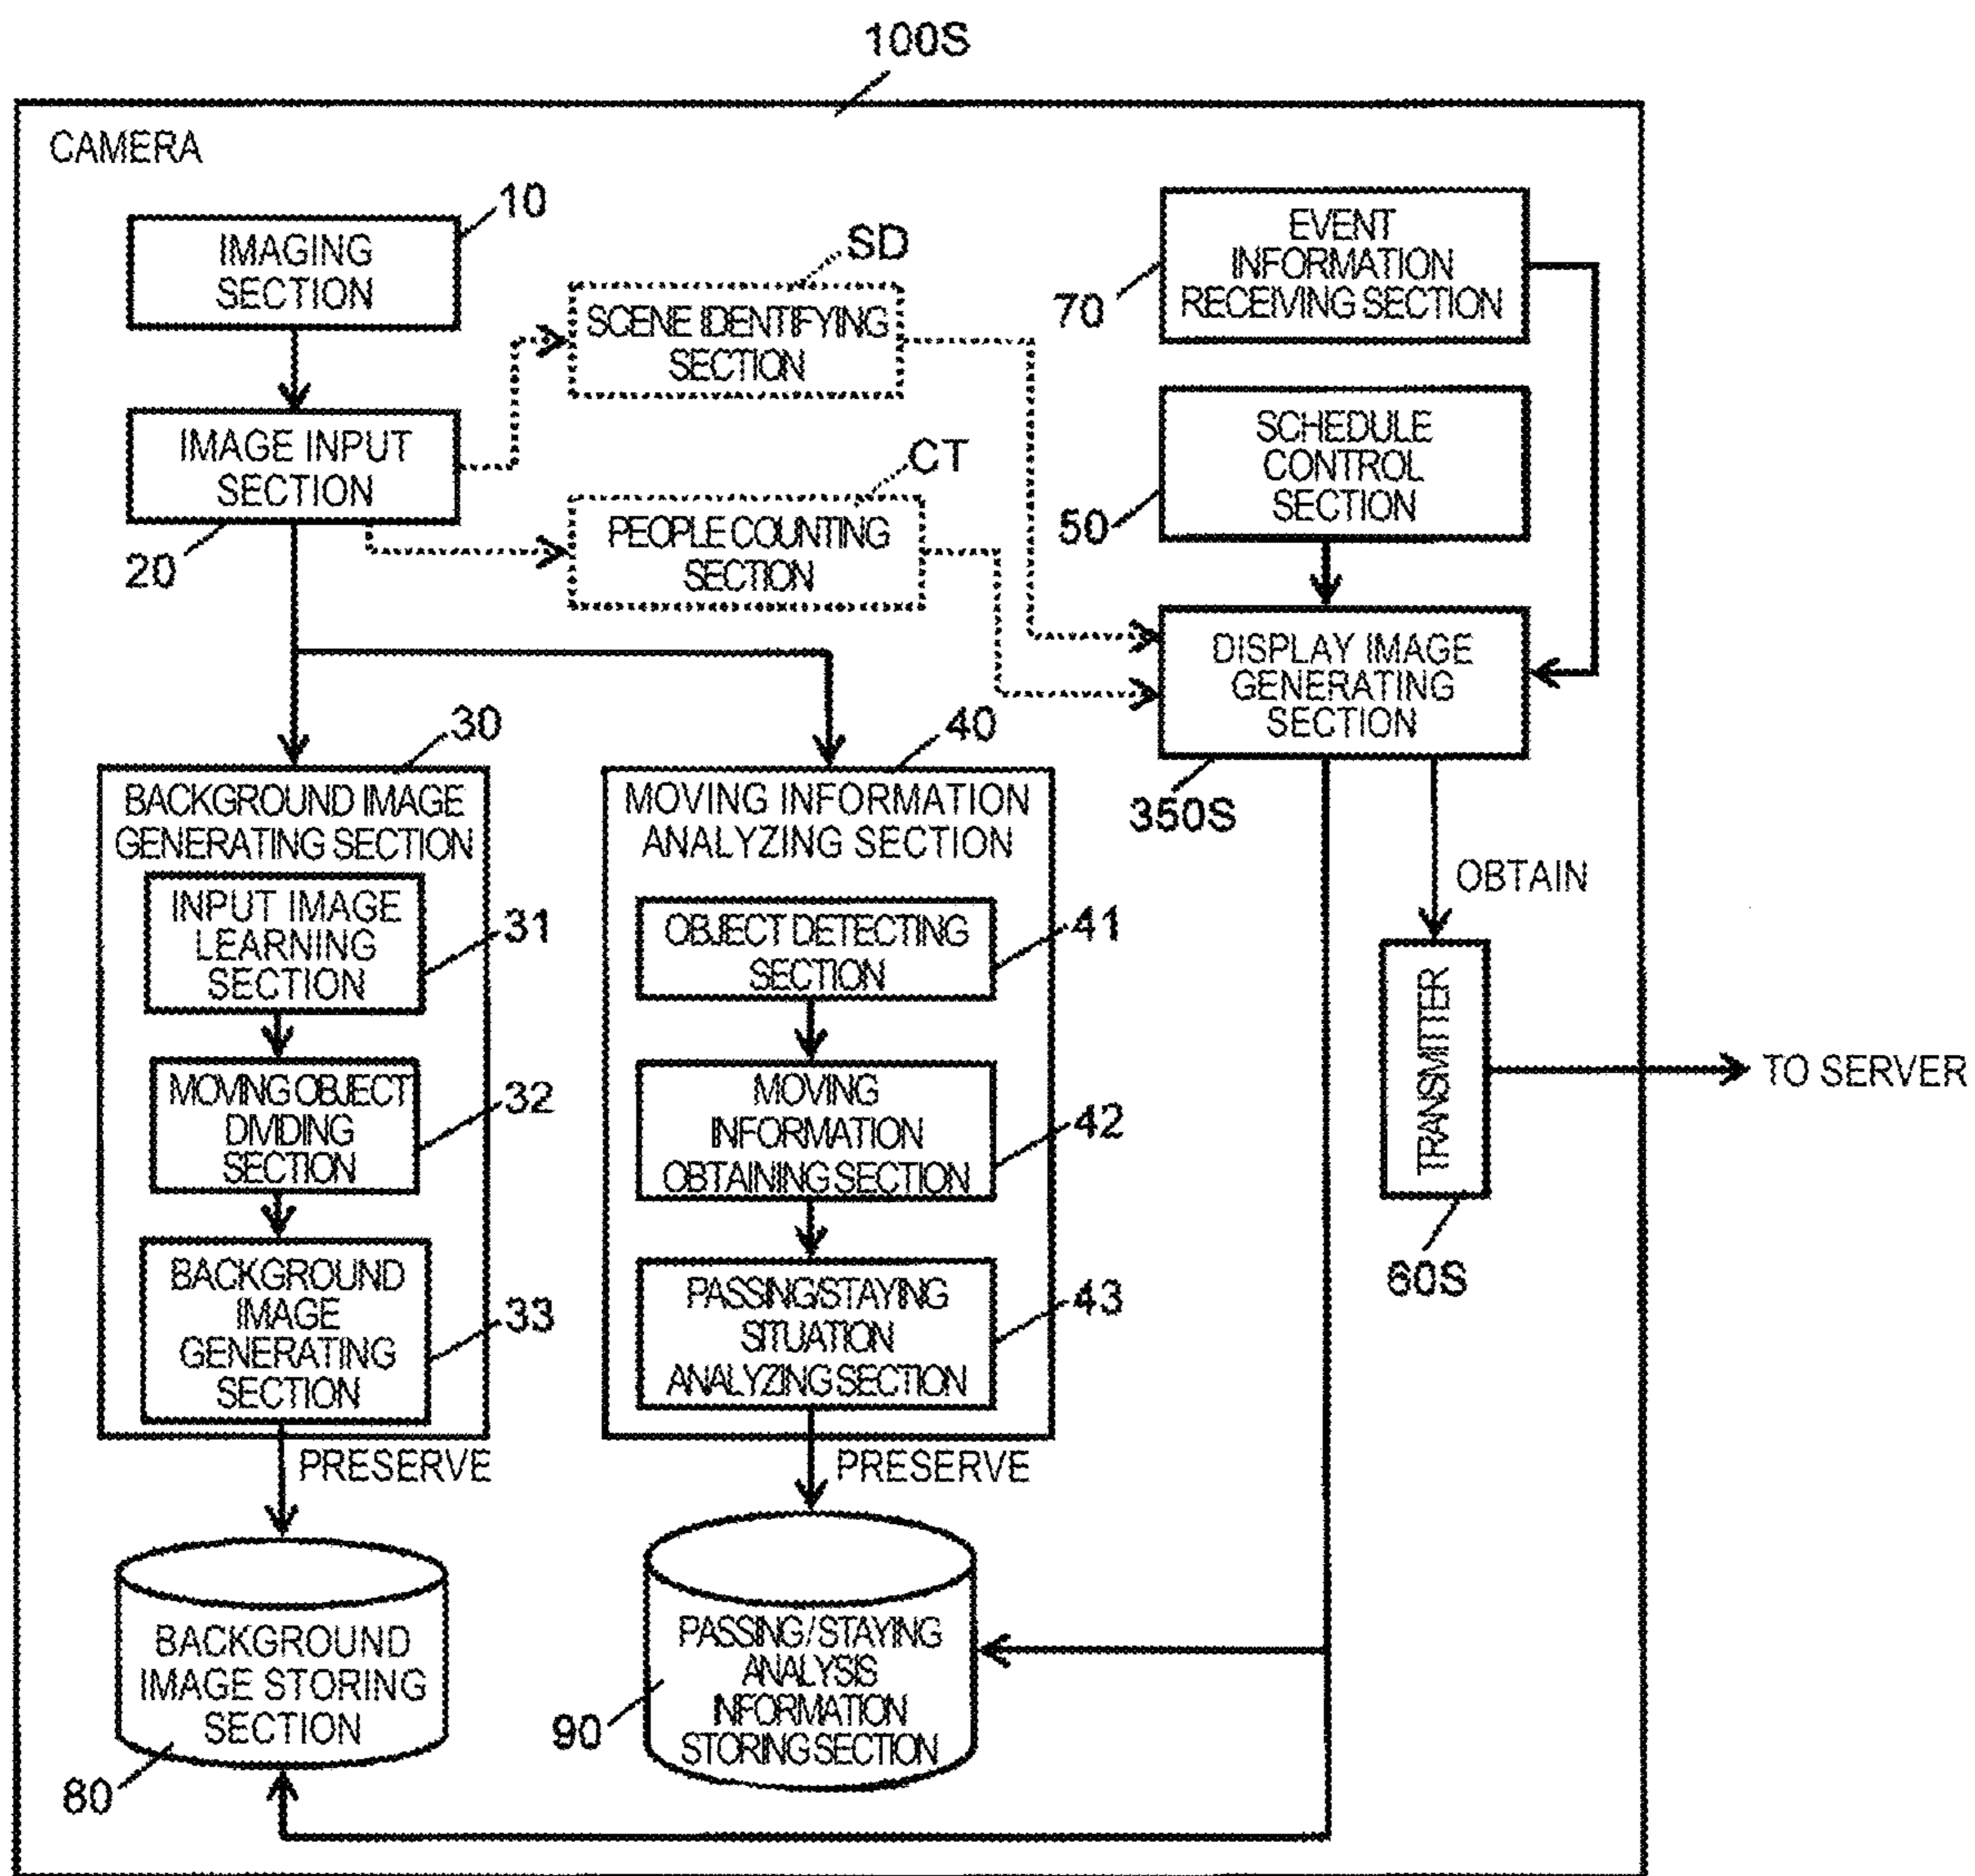 100S
CAMERA
10
IMAGING
SECTION
SD
SCENE IDENTIFYING
SECTION
EVENT
INFORMATION
RECEIVING SECTION
70
IMAGE INPUT
SECTION
20
CT
PEOPLE COUNTING
SECTION
SCHEDULE
CONTROL
SECTION
50
DISPLAY IMAGE
GENERATING
SECTION
350S
30
BACKGROUND IMAGE
GENERATING SECTION
INPUT IMAGE
LEARNING
SECTION
31
MOVING OBJECT
DIVIDING
SECTION
32
BACKGROUND
IMAGE
GENERATING
SECTION
33
PRESERVE
40
MOVING INFORMATION
ANALYZING SECTION
OBJECT DETECTING
SECTION
41
MOVING
INFORMATION
OBTAINING SECTION
42
PASSING/STAYING
SITUATION
ANALYZING SECTION
43
PRESERVE
OBTAIN
TRANSMITTER
60S
TO SERVER
BACKGROUND
IMAGE STORING
SECTION
80
PASSING/STAYING
ANALYSIS
INFORMATION
STORING SECTION
90